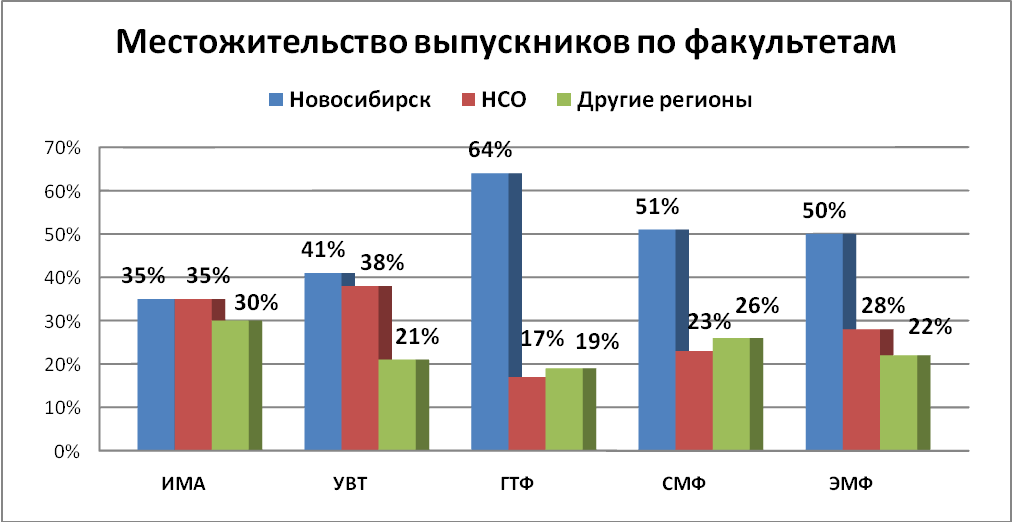 Местожительство выпускников по факультетам
Новосибирск НСО Другие регионы
70%
60%
50%
40%
30%
20%
10%
0%
35% 35% 30%
41% 38% 21%
64% 17% 19%
51% 23% 26%
50% 28% 22%
ИМА УВТ ГТФ СМФ ЭМФ